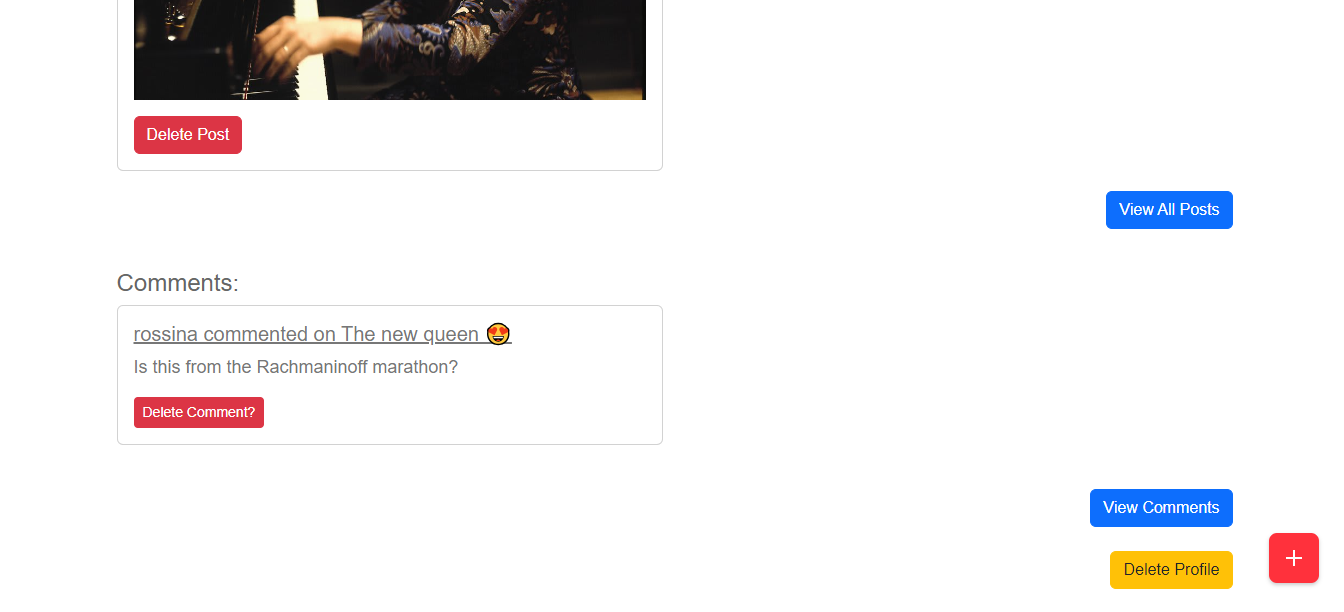 Delete Post
View All Posts
Comments:
rossina commented on The new queen 😍
Is this from the Rachmaninoff marathon?
Delete Comment?
View Comments
Delete Profile
+